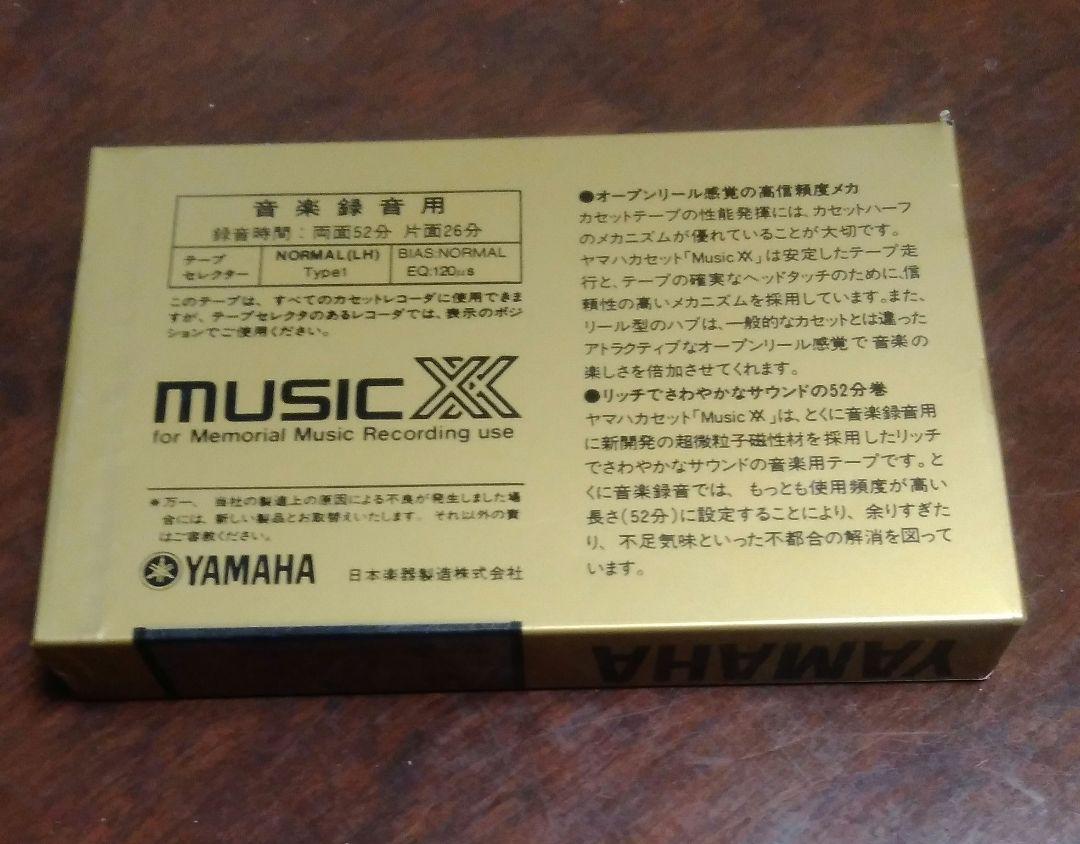 音楽録音用
録音時間：両面52分 片面26分
テープ
セレクター
NORMAL(LH)
Type1
BIAS:NORMAL
EQ:120μs
このテープは、すべてのカセットレコーダに使用できま
すが、テープセレクタのあるレコーダでは、表示のポジ
ションでご使用ください。
MUSIC XX
for Memorial Music Recording use
＊万一、当社の製造上の原因による不良が発生しました場
合には、新しい製品とお取替えいたします。それ以外の責
はご容赦ください。
YAMAHA 日本楽器製造株式会社
●オープンリール感覚の高信頼度メカ
カセットテープの性能発揮には、カセットハーフ
のメカニズムが優れていることが大切です。
ヤマハカセット「Music XX」は安定したテープ走
行と、テープの確実なヘッドタッチのために、信
頼性の高いメカニズムを採用しています。また、
リール型のハブは、一般的なカセットとは違った
アトラクティブなオープンリール感覚で音楽の
楽しさを倍加させてくれます。
●リッチでさわやかなサウンドの52分巻
ヤマハカセット「Music XX」は、とくに音楽録音用
に新開発の超微粒子磁性材を採用したリッチ
でさわやかなサウンドの音楽用テープです。と
くに音楽録音では、もっとも使用頻度が高い
長さ(52分)に設定することにより、余りすぎた
り、不足気味といった不都合の解消を図って
います。
YAMAHA